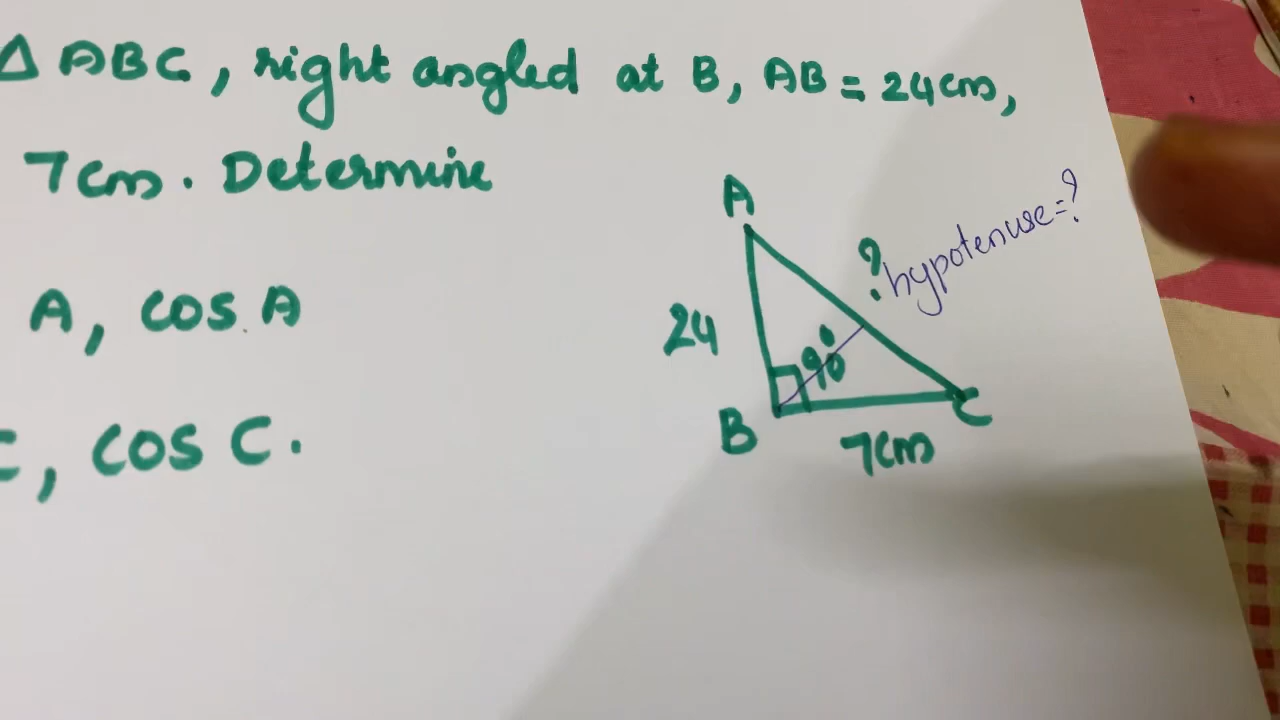 △ ABC, right angled at B, AB = 24cm,
7cm. Determine
A, cos A
C, cos C.
A
? hypotenuse=?
24
90°
B
C
7cm